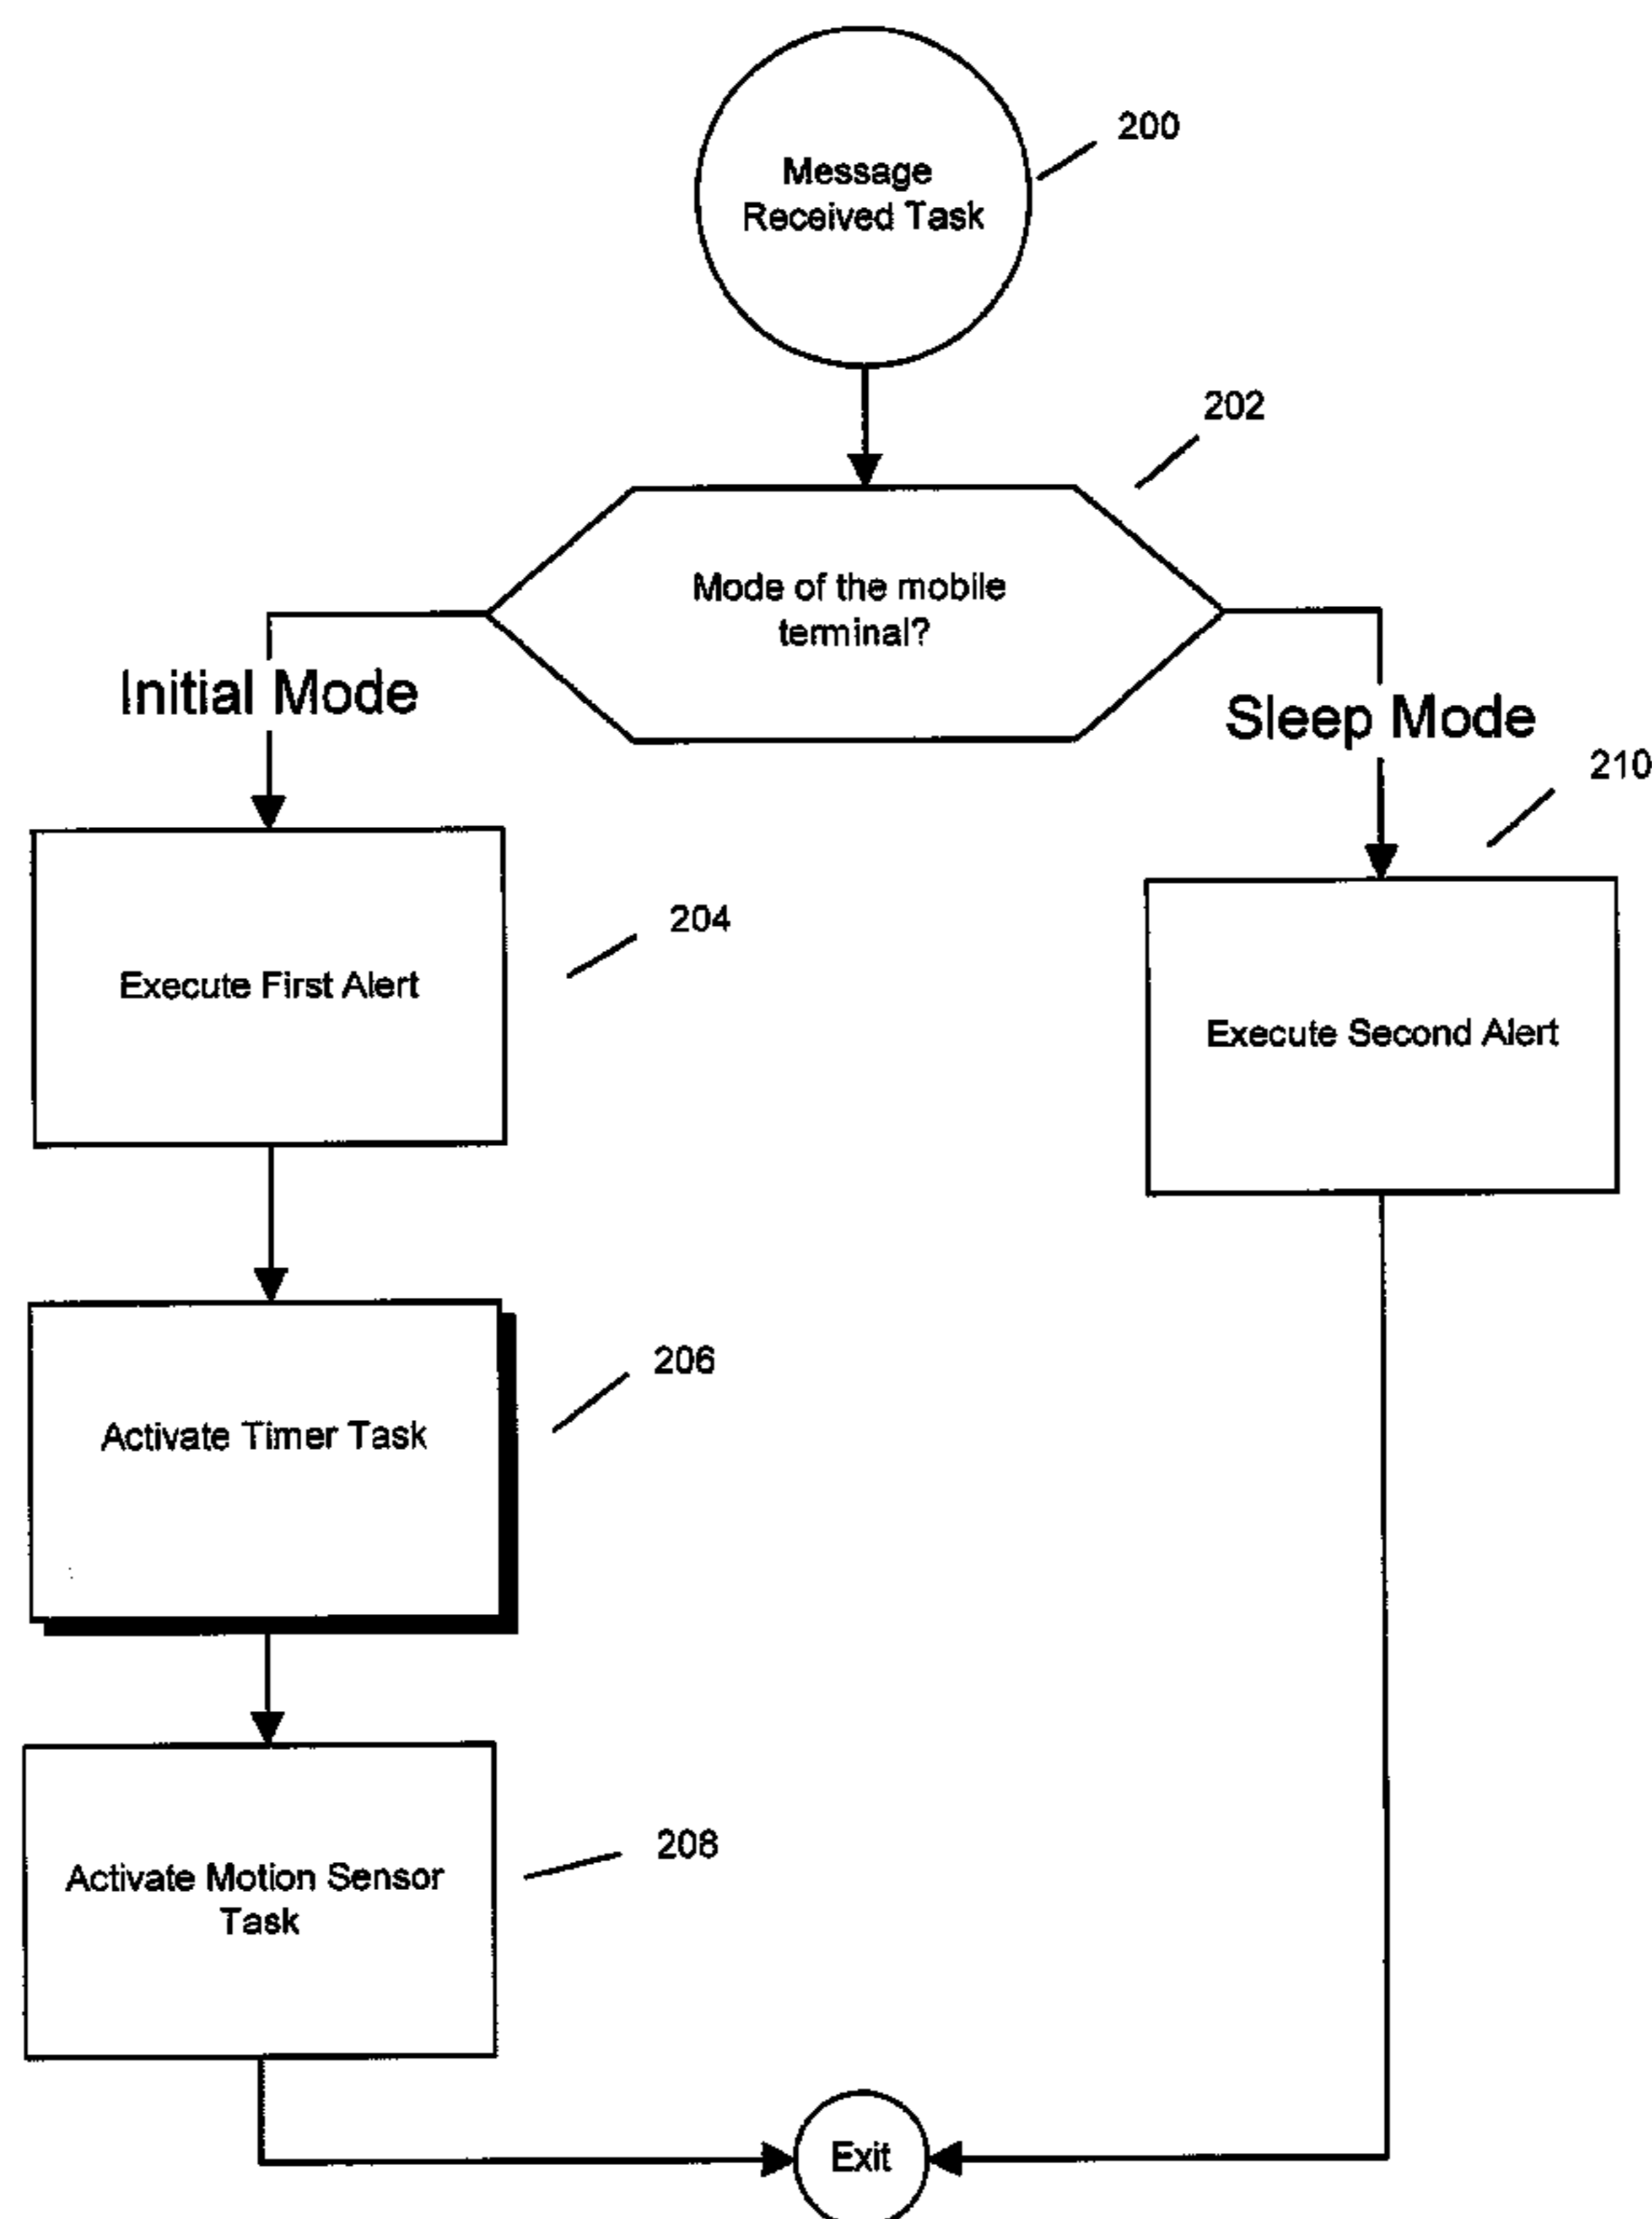 200
Message
Received Task
202
Mode of the mobile
terminal?
Initial Mode
Sleep Mode
210
204
Execute First Alert
Execute Second Alert
206
Activate Timer Task
208
Activate Motion Sensor
Task
Exit